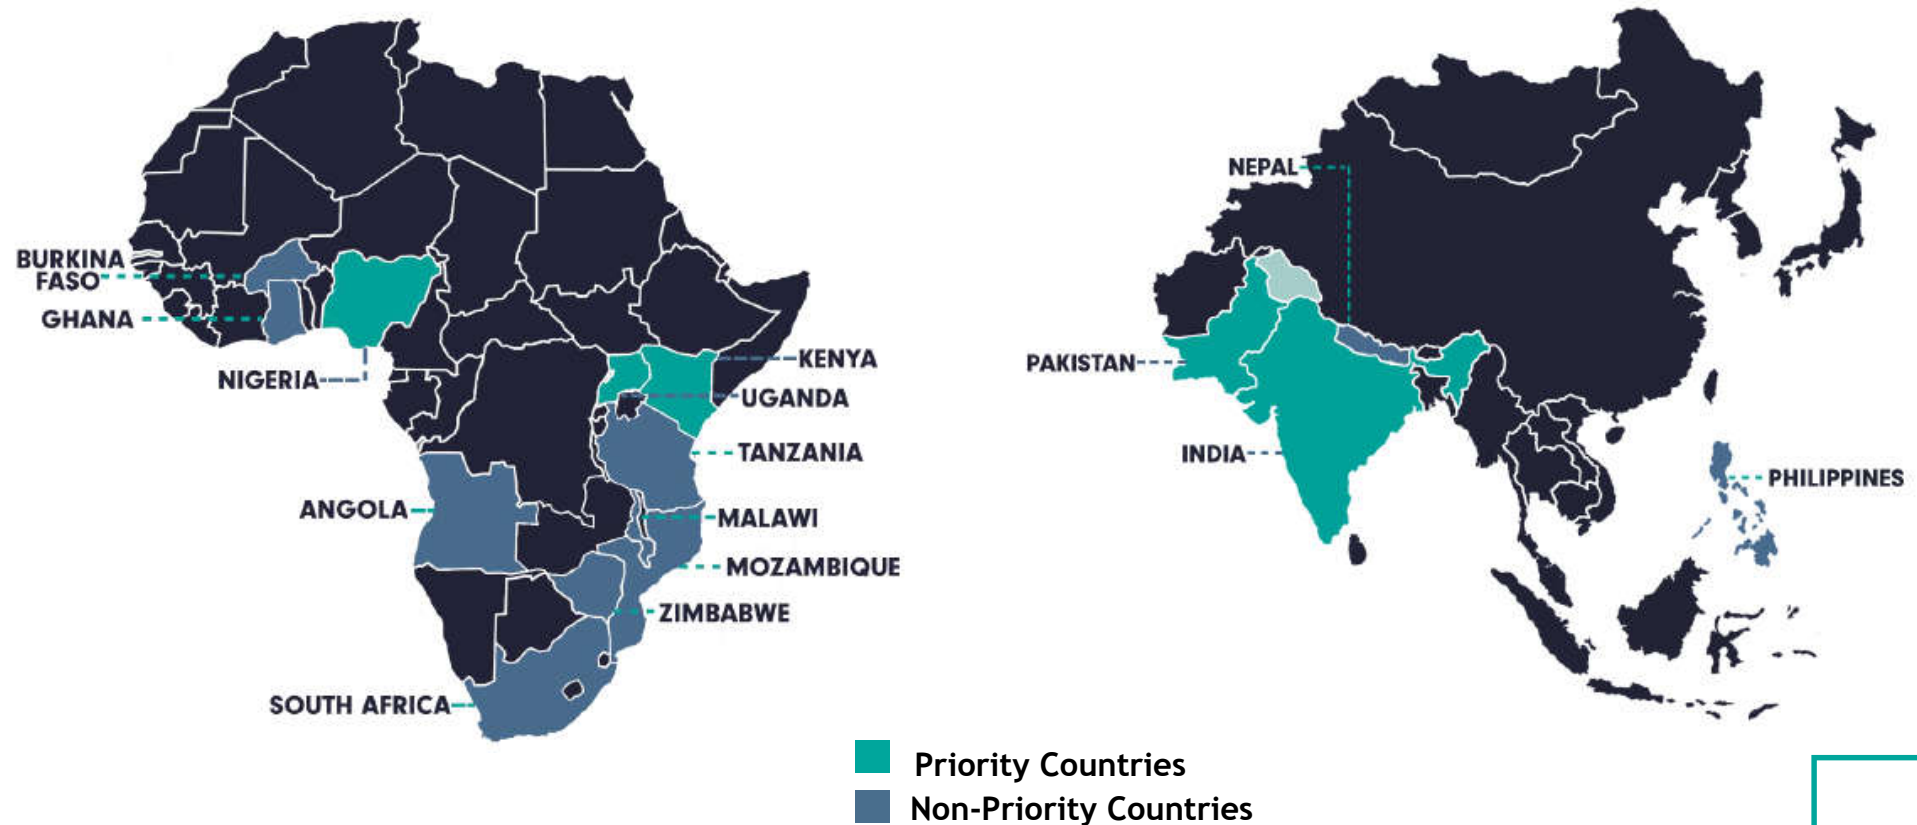 BURKINA
FASO
GHANA
NIGERIA
KENYA
UGANDA
TANZANIA
ANGOLA
MALAWI
MOZAMBIQUE
ZIMBABWE
SOUTH AFRICA
NEPAL
PAKISTAN
INDIA
PHILIPPINES
Priority Countries
Non-Priority Countries